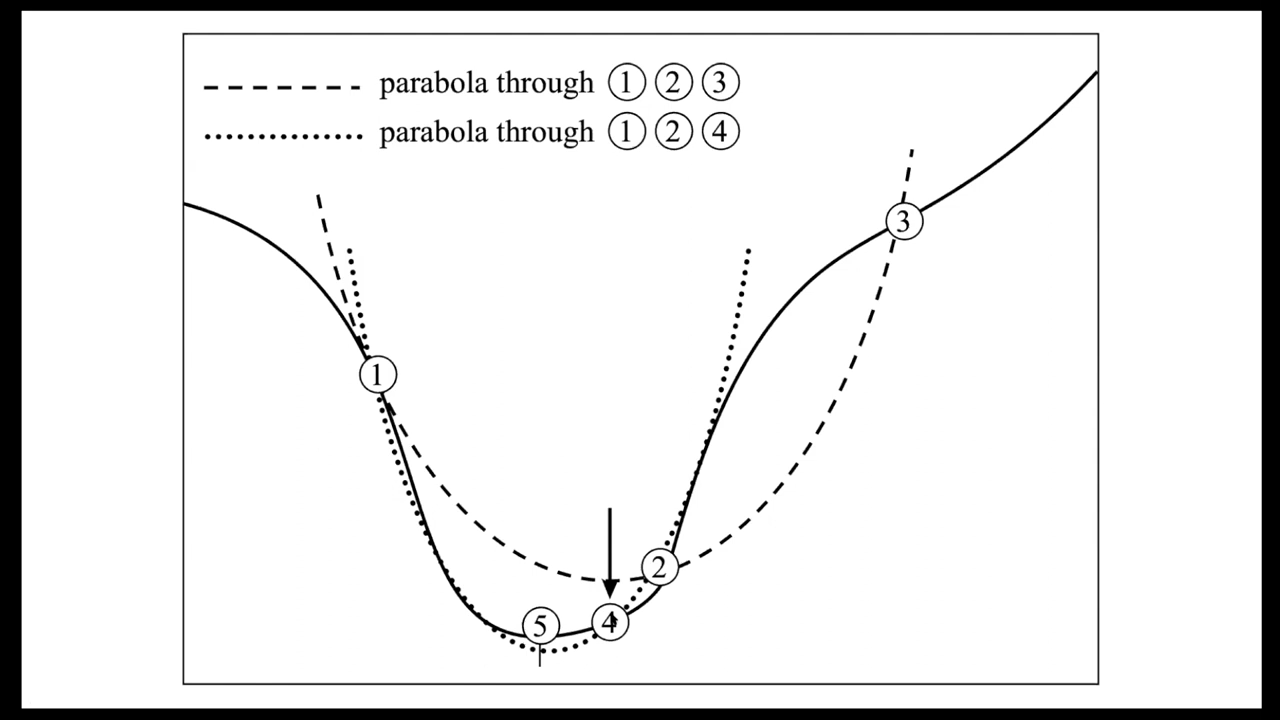 parabola through ① ② ③
parabola through ① ② ④
③
①
②
⑤ ④